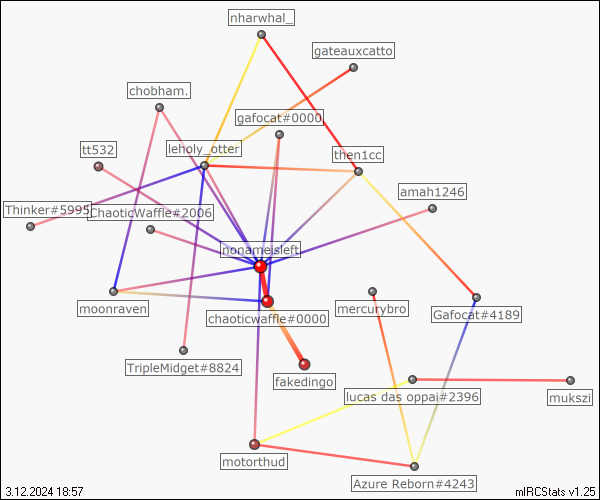 nharwhal_
gateauxcatto
chobham.
gafocat#0000
tt532
leholy_otter
then1cc
amah1246
Thinker#5995
ChaoticWaffle#2006
nonameisleft
moonraven
chaoticwaffle#0000
mercurybro
Gafocat#4189
TripleMidget#8824
fakedingo
lucas das oppai#2396
mukszi
motorthud
Azure Reborn#4243
3.12.2024 18:57
mIRCStats v1.25